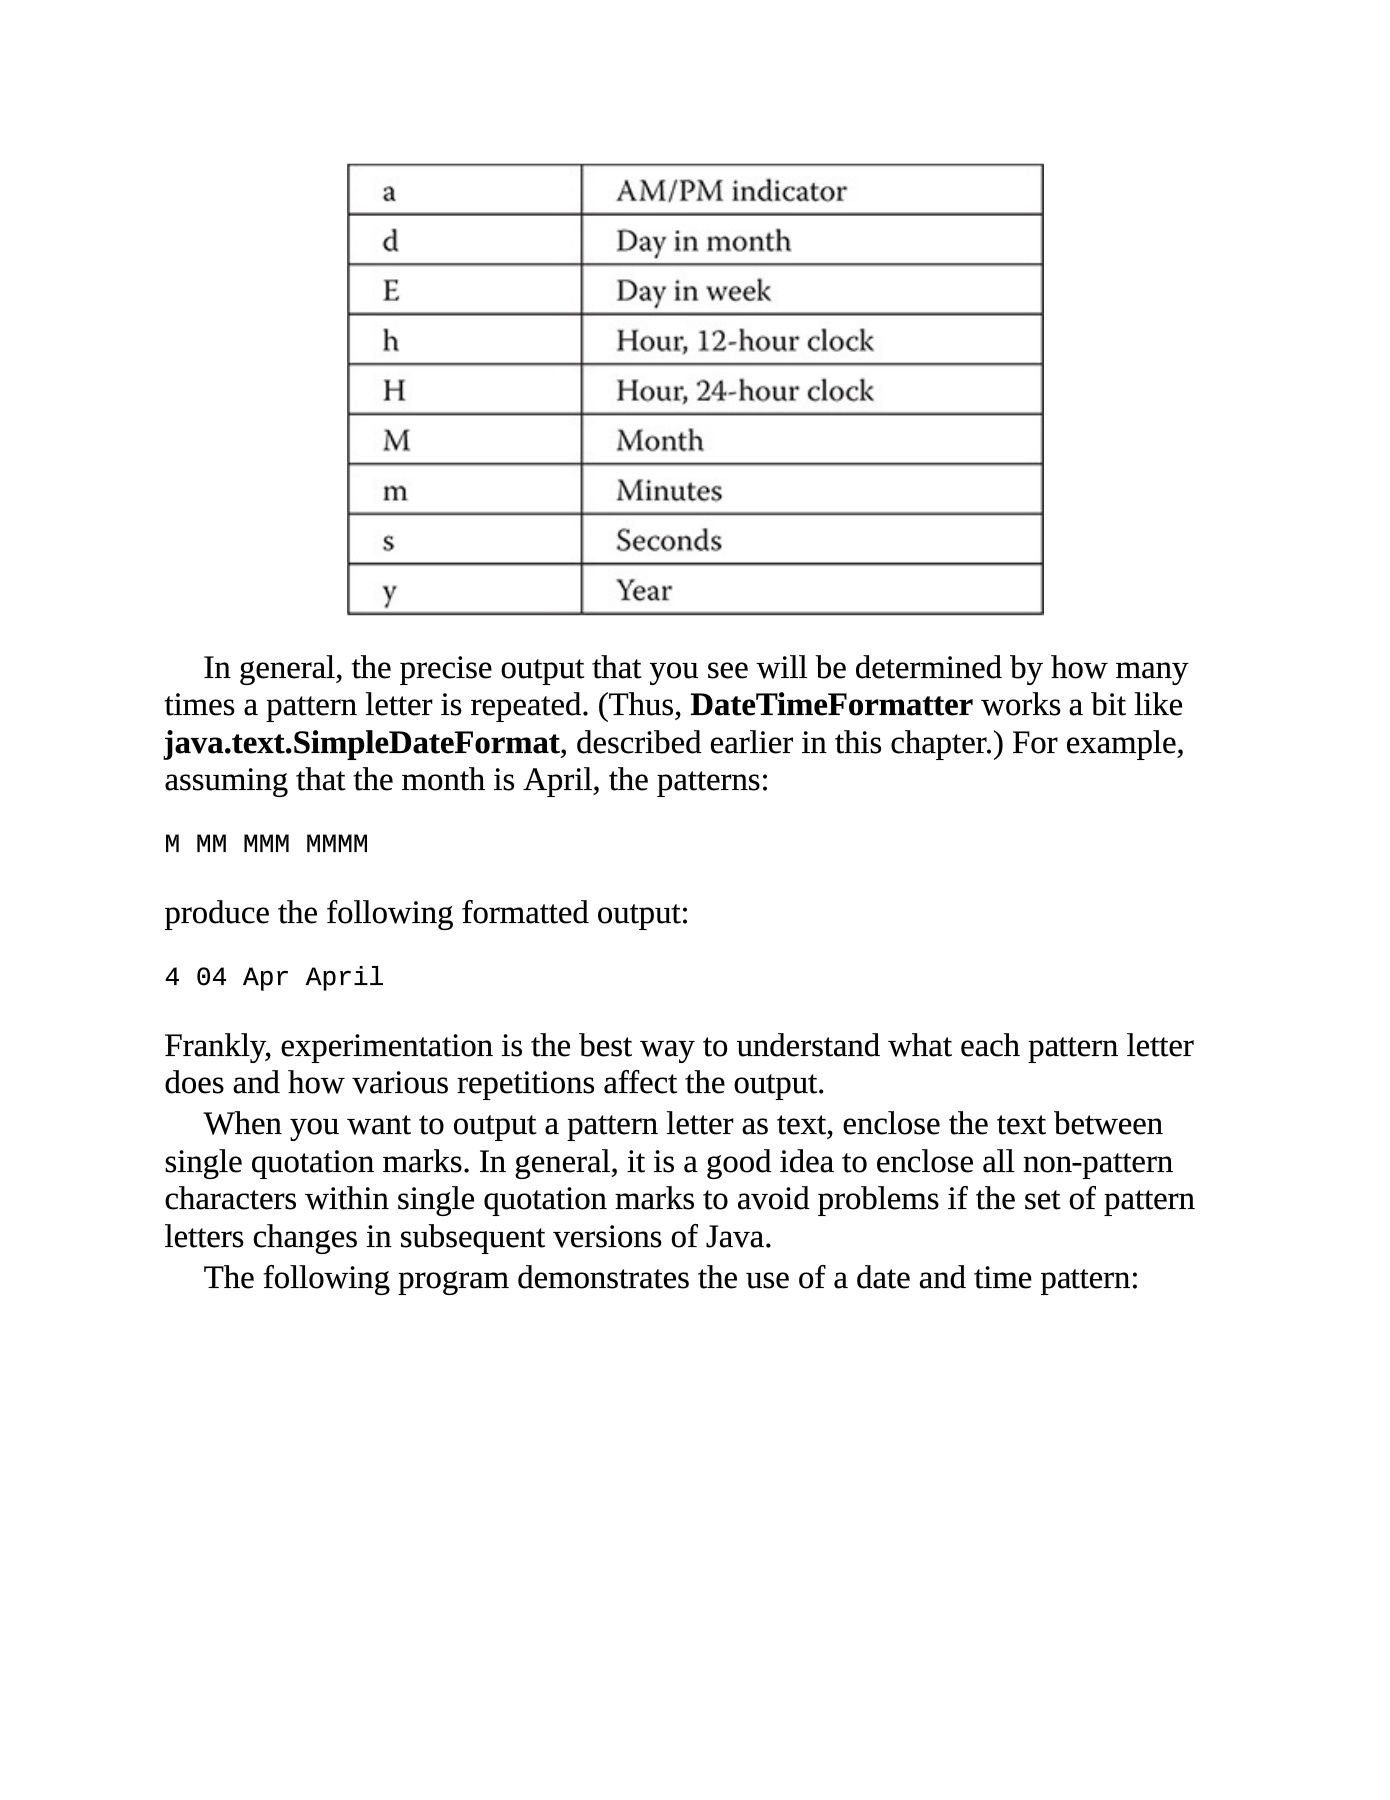 a AM/PM indicator
d Day in month
E Day in week
h Hour, 12-hour clock
H Hour, 24-hour clock
M Month
m Minutes
s Seconds
y Year
In general, the precise output that you see will be determined by how many
times a pattern letter is repeated. (Thus, DateTimeFormatter works a bit like
java.text.SimpleDateFormat, described earlier in this chapter.) For example,
assuming that the month is April, the patterns:
M MM MMM MMMM
produce the following formatted output:
4 04 Apr April
Frankly, experimentation is the best way to understand what each pattern letter
does and how various repetitions affect the output.
When you want to output a pattern letter as text, enclose the text between
single quotation marks. In general, it is a good idea to enclose all non-pattern
characters within single quotation marks to avoid problems if the set of pattern
letters changes in subsequent versions of Java.
The following program demonstrates the use of a date and time pattern: